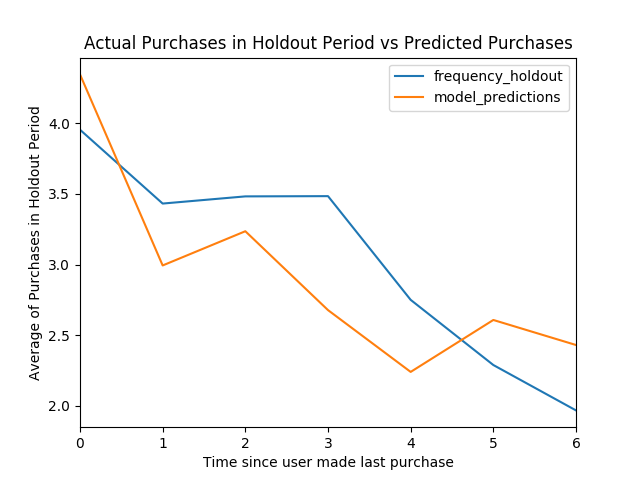 Actual Purchases in Holdout Period vs Predicted Purchases
frequency_holdout
model_predictions
Average of Purchases in Holdout Period
4.0
3.5
3.0
2.5
2.0
0 1 2 3 4 5 6
Time since user made last purchase